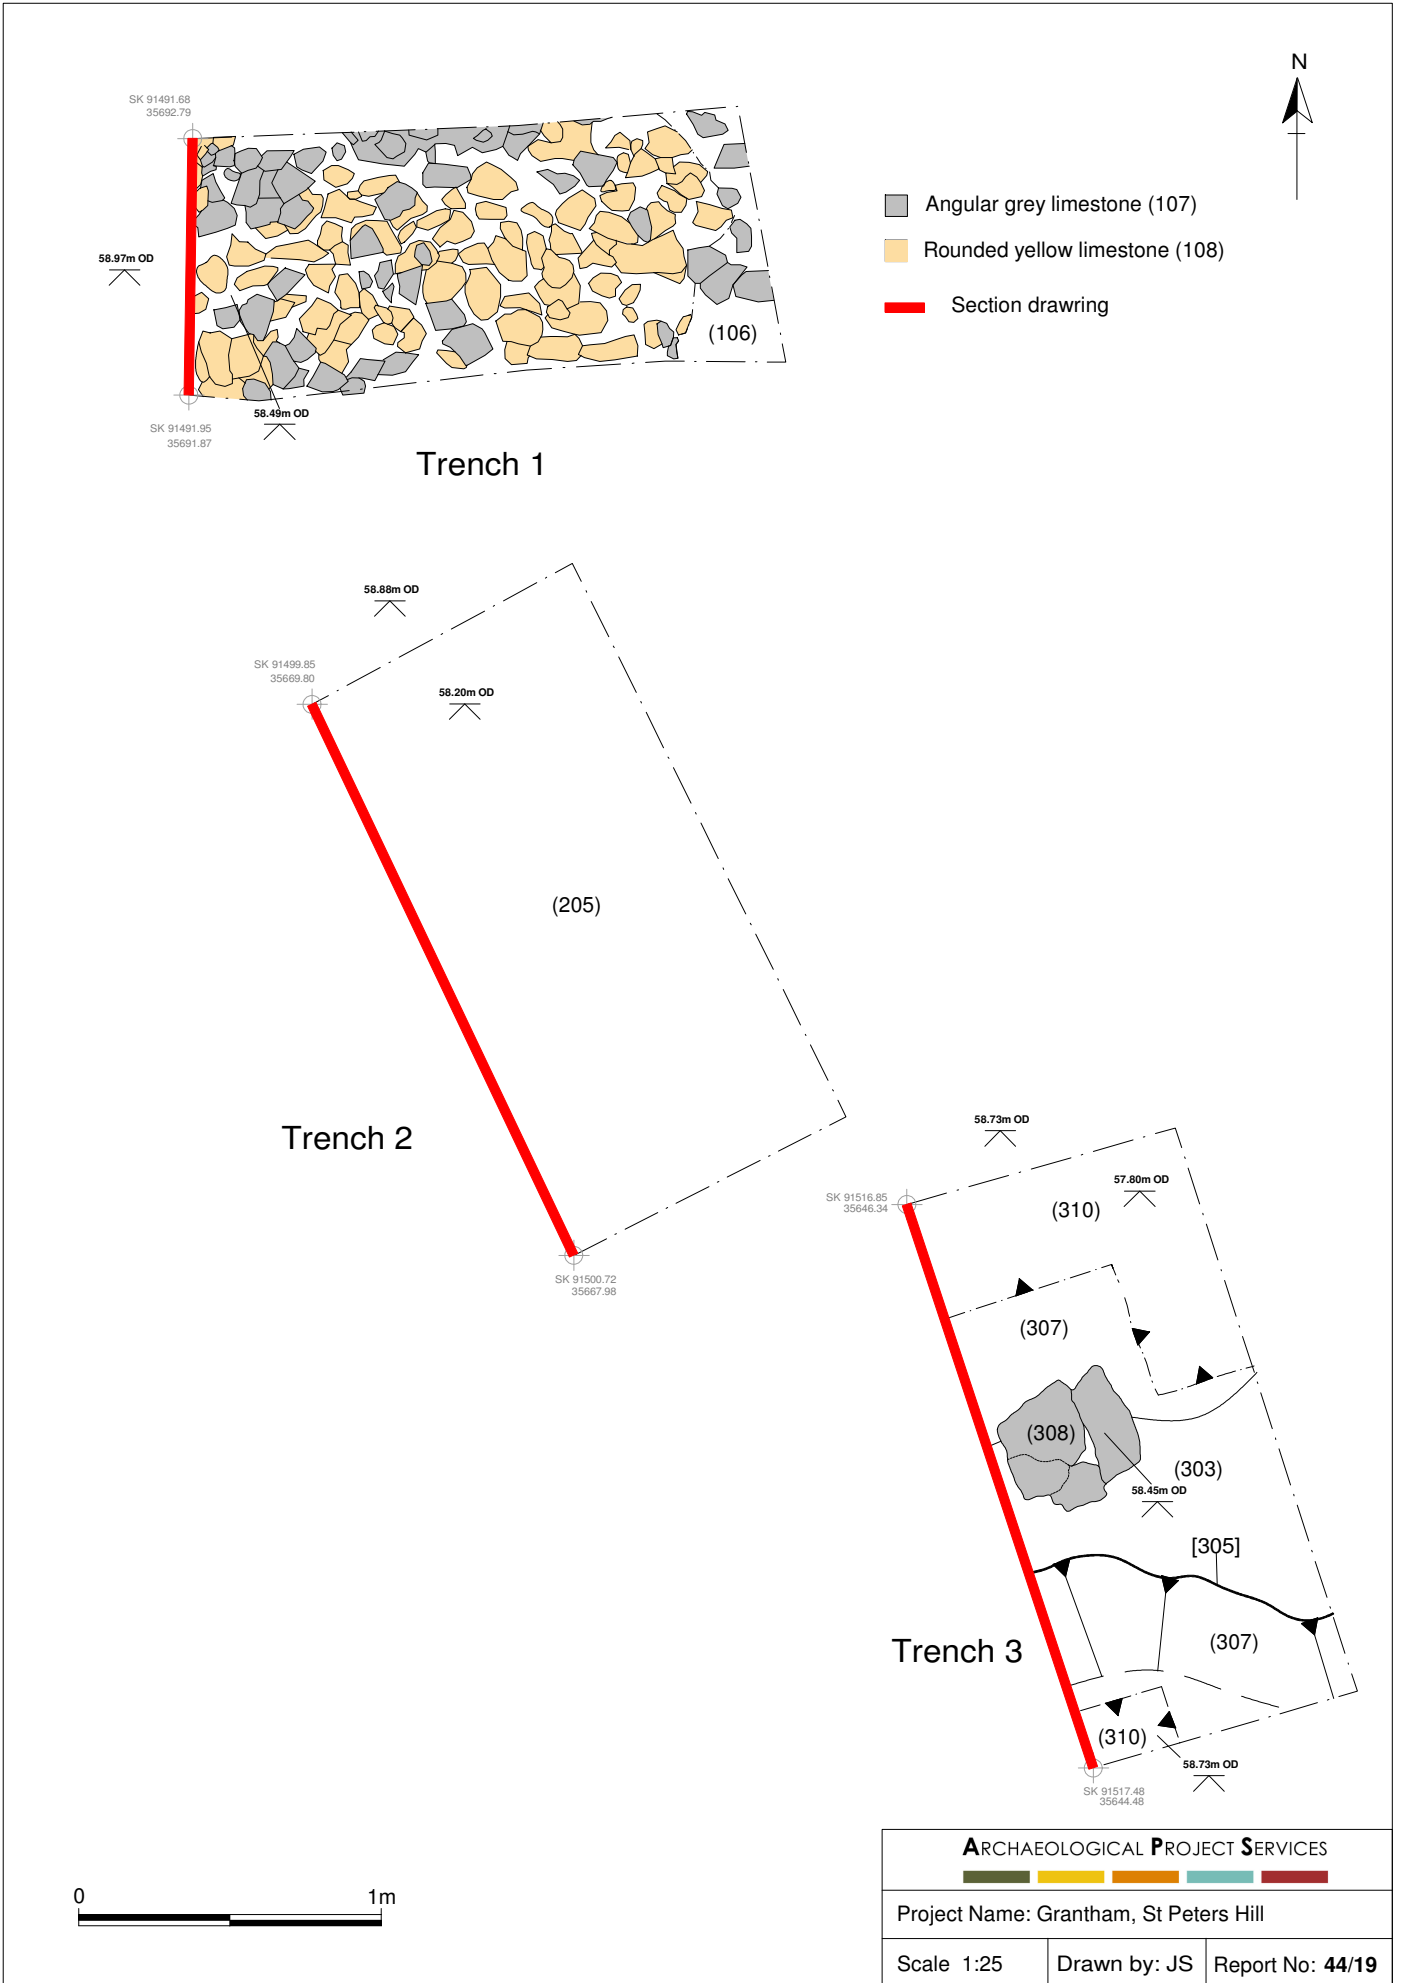 N
SK 91491.68
35692.79
Angular grey limestone (107)
Rounded yellow limestone (108)
58.97m OD
Section drawring
(106)
58.49m OD
SK 91491.95
35691.87
Trench 1
58.88m OD
SK 91499.85
35669.80
58.20m OD
(205)
Trench 2
SK 91500.72
35667.98
58.73m OD
57.80m OD
SK 91516.85
35646.34
(310)
(307)
(308)
(303)
58.45m OD
[305]
Trench 3
(307)
(310)
58.73m OD
SK 91517.48
35644.48
ARCHAEOLOGICAL PROJECT SERVICES
0 1m
Project Name: Grantham, St Peters Hill
Scale 1:25 Drawn by: JS Report No: 44/19